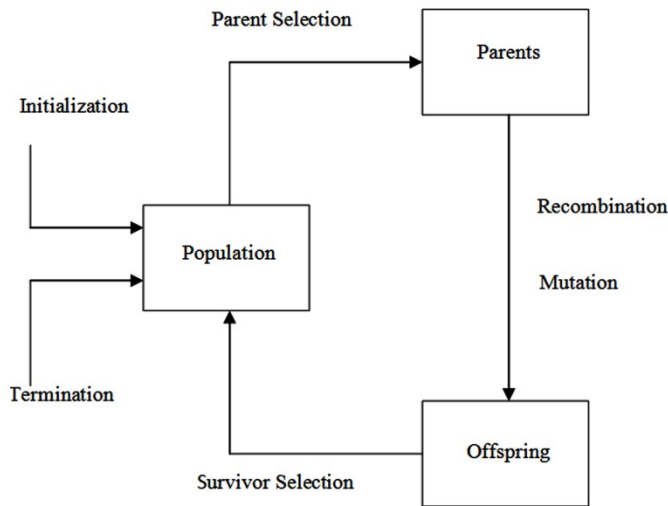 Parent Selection
Parents
Initialization
Recombination
Population
Mutation
Termination
Offspring
Survivor Selection